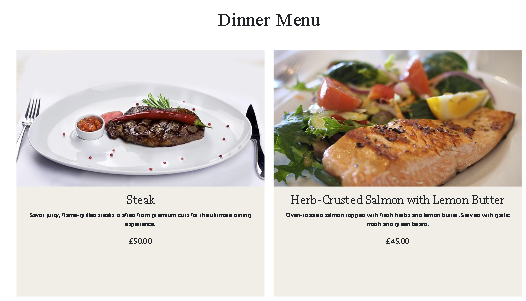 Dinner Menu
Steak
Savor juicy, flame-grilled steaks crafted from premium cuts for the ultimate dining
experience.
£50.00
Herb-Crusted Salmon with Lemon Butter
Oven-roasted salmon topped with fresh herbs and lemon butter. Served with garlic
mash and green beans.
£45.00